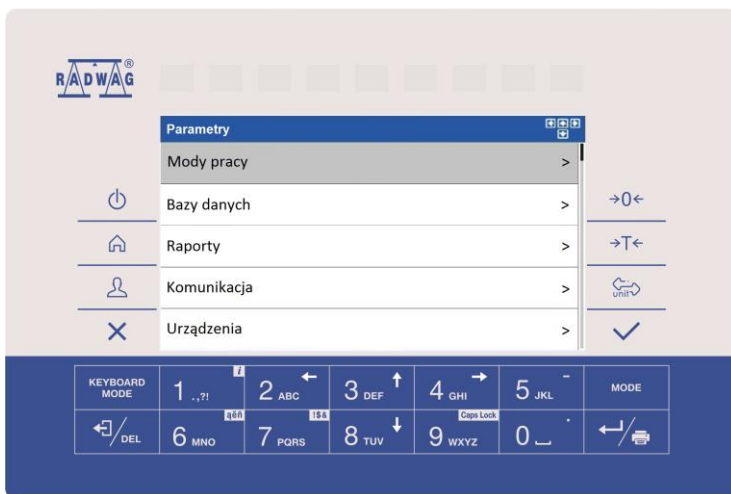 RADWAG®
Parametry
Mody pracy >
Bazy danych >
Raporty >
Komunikacja >
Urządzenia >
→0←
→T←
unit
KEYBOARD MODE
1 .,?! i
2 ABC ←
3 DEF ↑
4 GHI →
5 JKL -
MODE
DEL
6 MNO ąëñ
7 PQRS !$&
8 TUV ↓
9 WXYZ Caps Lock
0 .